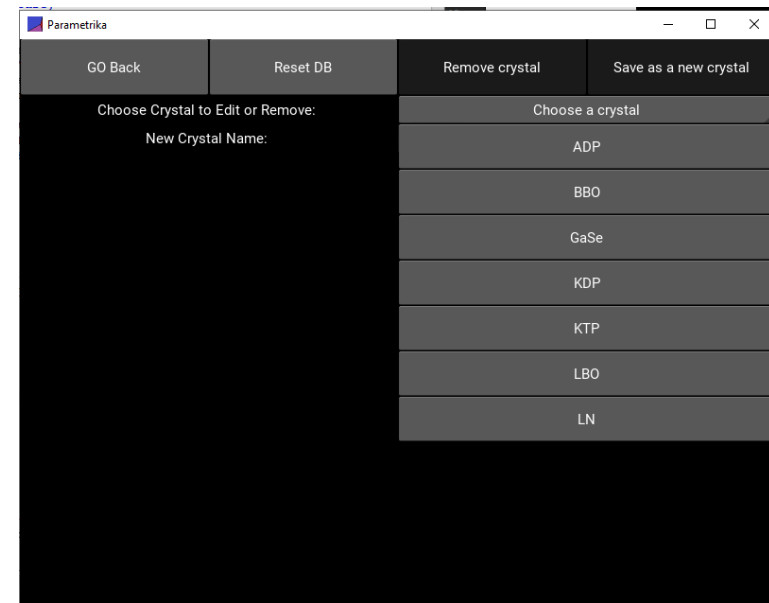 Parametrika
GO Back
Reset DB
Remove crystal
Save as a new crystal
Choose Crystal to Edit or Remove:
Choose a crystal
New Crystal Name:
ADP
BBO
GaSe
KDP
KTP
LBO
LN